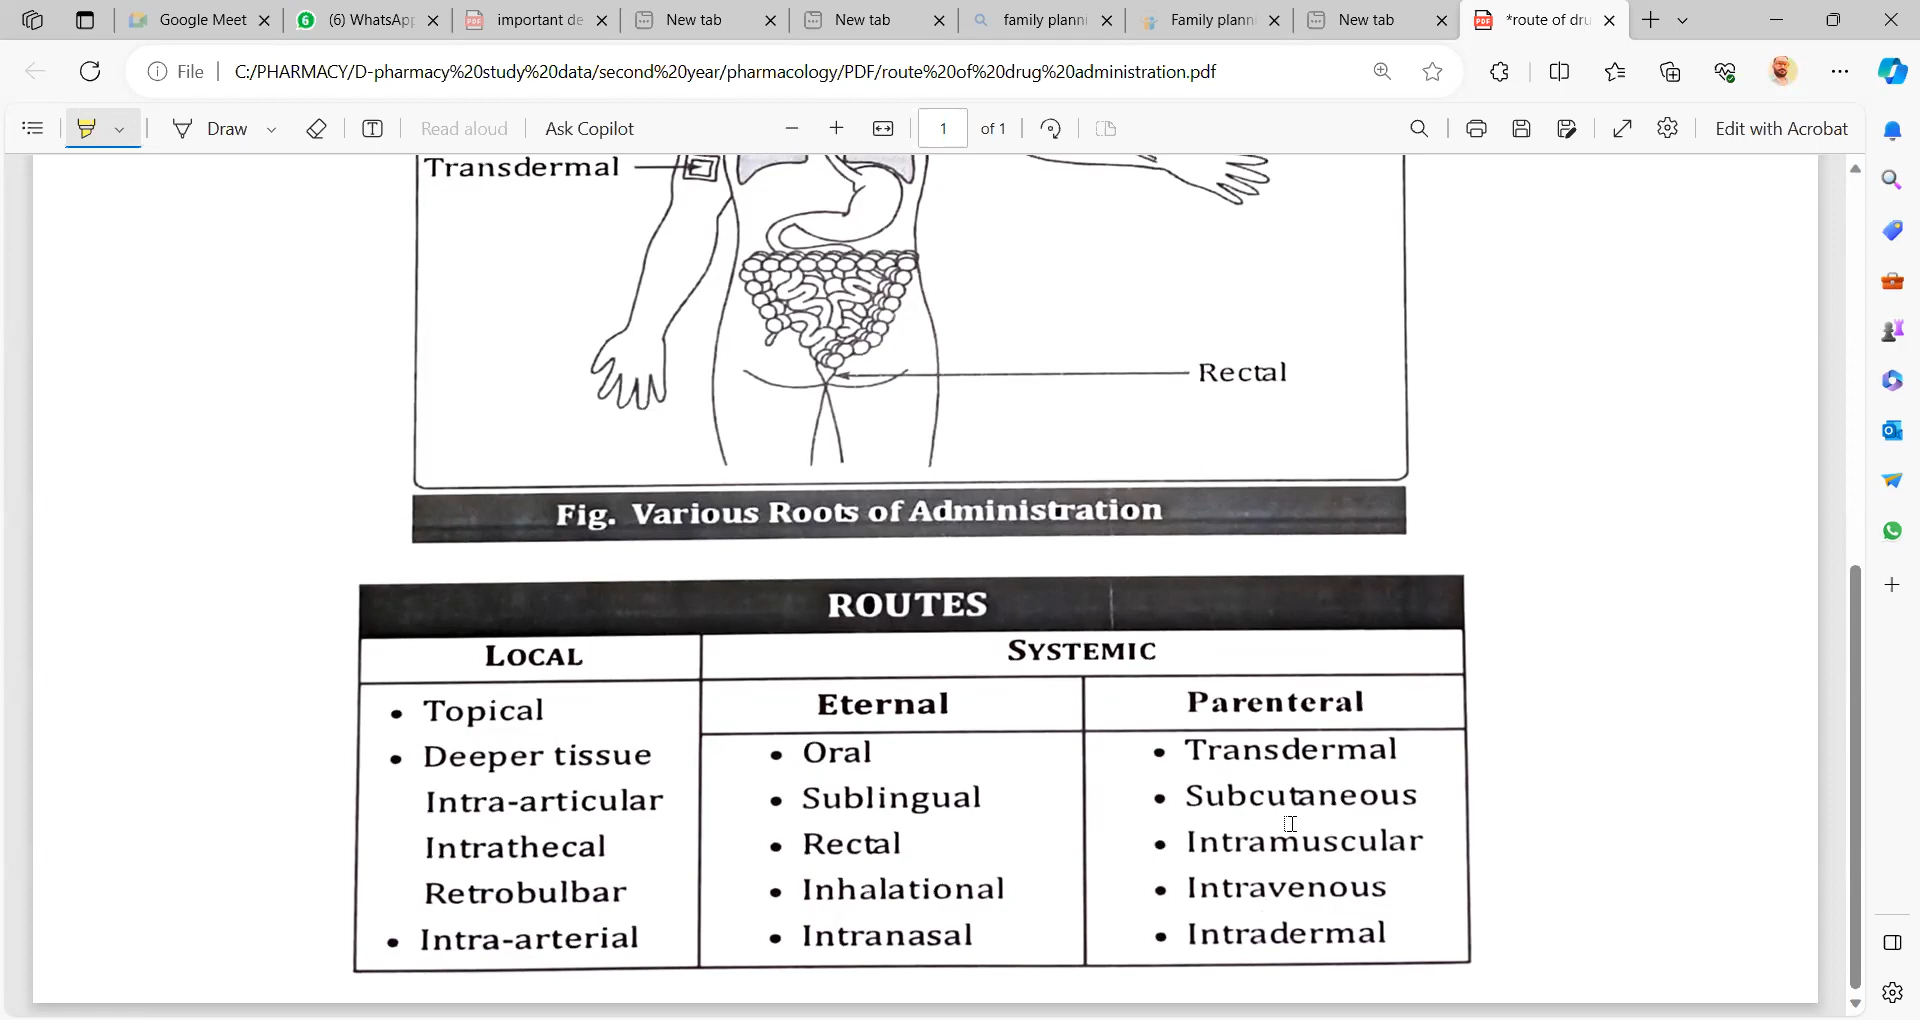 Google Meet
(6) WhatsApp
important de
New tab
New tab
family planni
Family planni
New tab
*route of dru
File
C:/PHARMACY/D-pharmacy%20study%20data/second%20year/pharmacology/PDF/route%20of%20drug%20administration.pdf
Draw
Read aloud
Ask Copilot
1
of 1
Edit with Acrobat
Transdermal
Rectal
Fig. Various Roots of Administration
ROUTES
LOCAL
SYSTEMIC
Eternal
Parenteral
• Topical
• Deeper tissue
Intra-articular
Intrathecal
Retrobulbar
• Intra-arterial
• Oral
• Sublingual
• Rectal
• Inhalational
• Intranasal
• Transdermal
• Subcutaneous
• Intramuscular
• Intravenous
• Intradermal